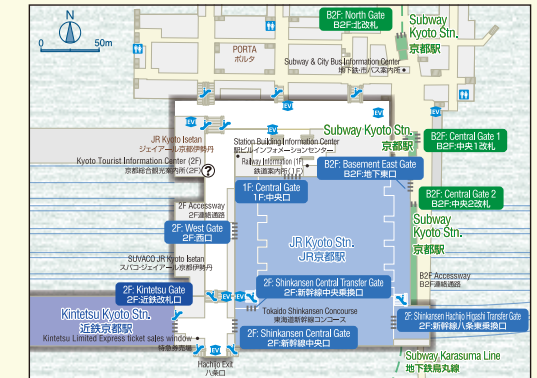 N
0 50m
B2F: North Gate
B2F:北改札
Subway
Kyoto Stn.
京都駅
PORTA
ポルタ
Subway & City Bus Information Center
地下鉄・市バス案内所
EV
EV
EV
EV
JR Kyoto Isetan
ジェイアール京都伊勢丹
Station Building Information Center
駅ビルインフォメーションセンター
Subway Kyoto Stn.
京都駅
B2F: Central Gate 1
B2F:中央1改札
Kyoto Tourist Information Center (2F)
京都総合観光案内所(2F)
?
Railway Information (1F)
鉄道案内所(1F)
B2F: Basement East Gate
B2F:地下東口
1F: Central Gate
1F:中央口
EV
B2F: Central Gate 2
B2F:中央2改札
2F Accessway
2F連絡通路
2F: West Gate
2F:西口
Subway
Kyoto Stn.
京都駅
JR Kyoto Stn.
JR京都駅
SUVACO JR Kyoto Isetan
スバコ・ジェイアール京都伊勢丹
B2F Accessway
B2F連絡通路
2F: Kintetsu Gate
2F:近鉄改札口
2F: Shinkansen Central Transfer Gate
2F:新幹線中央乗換口
EV
EV
Kintetsu Kyoto Stn.
近鉄京都駅
Tokaido Shinkansen Concourse
東海道新幹線コンコース
2F: Shinkansen Hachijo Higashi Transfer Gate
2F:新幹線八条東乗換口
Kintetsu Limited Express ticket sales window
特急券売場
2F: Shinkansen Central Gate
2F:新幹線中央口
Hachijo Exit
八条口
Subway Karasuma Line
地下鉄烏丸線